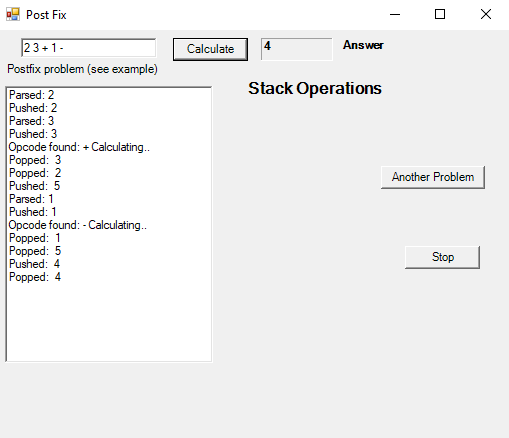 Post Fix
2 3 + 1 -
Calculate
4
Answer
Postfix problem (see example)
Stack Operations
Parsed: 2
Pushed: 2
Parsed: 3
Pushed: 3
Opcode found: + Calculating..
Popped:  3
Popped:  2
Pushed:  5
Parsed: 1
Pushed: 1
Opcode found: - Calculating..
Popped:  1
Popped:  5
Pushed:  4
Popped:  4
Another Problem
Stop